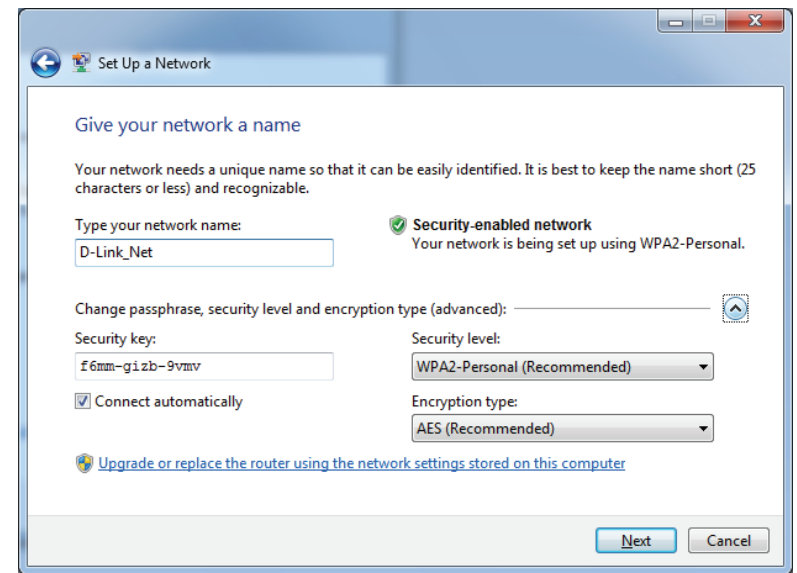 Set Up a Network
Give your network a name
Your network needs a unique name so that it can be easily identified. It is best to keep the name short (25
characters or less) and recognizable.
Type your network name:
D-Link_Net
Security-enabled network
Your network is being set up using WPA2-Personal.
Change passphrase, security level and encryption type (advanced):
Security key:
f6mm-gizb-9vmv
Security level:
WPA2-Personal (Recommended)
Connect automatically
Encryption type:
AES (Recommended)
Upgrade or replace the router using the network settings stored on this computer
Next
Cancel